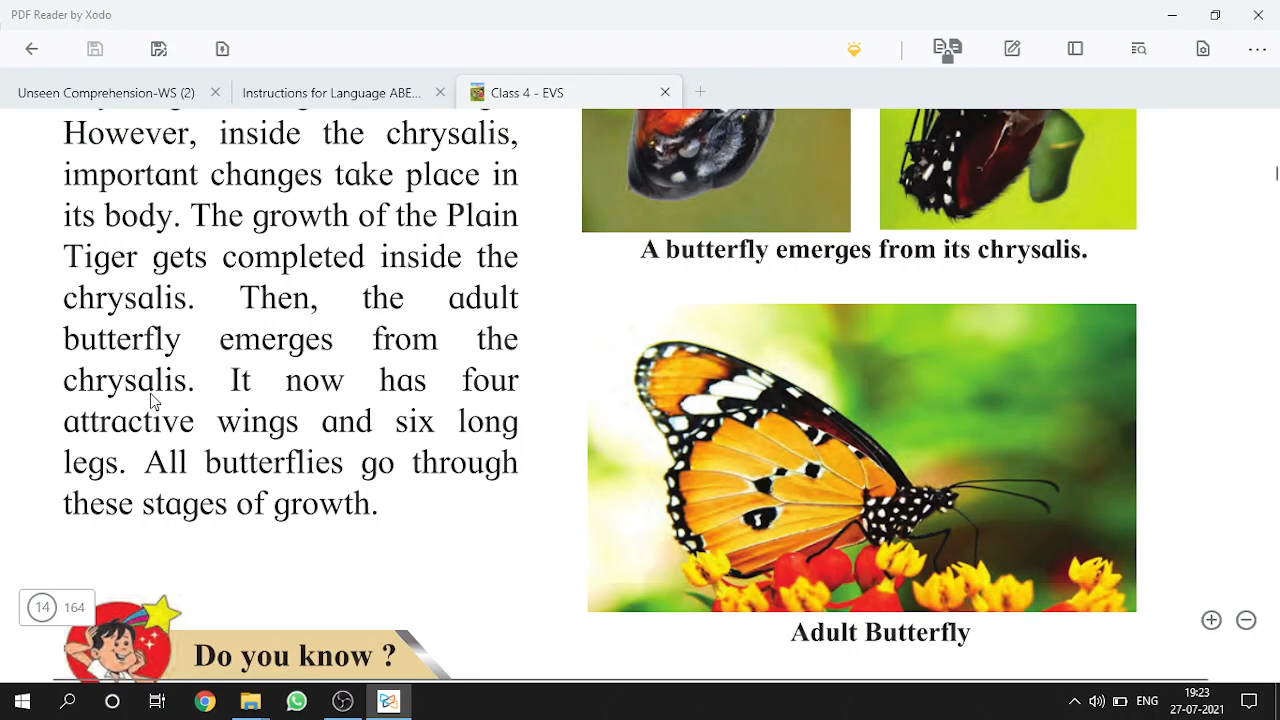 PDF Reader by Xodo
Unseen Comprehension-WS (2)
Instructions for Language ABE...
Class 4 - EVS
However, inside the chrysalis,
important changes take place in
its body. The growth of the Plain
Tiger gets completed inside the
chrysalis. Then, the adult
butterfly emerges from the
chrysalis. It now has four
attractive wings and six long
legs. All butterflies go through
these stages of growth.
A butterfly emerges from its chrysalis.
Adult Butterfly
14 164
Do you know ?
ENG
19:23
27-07-2021